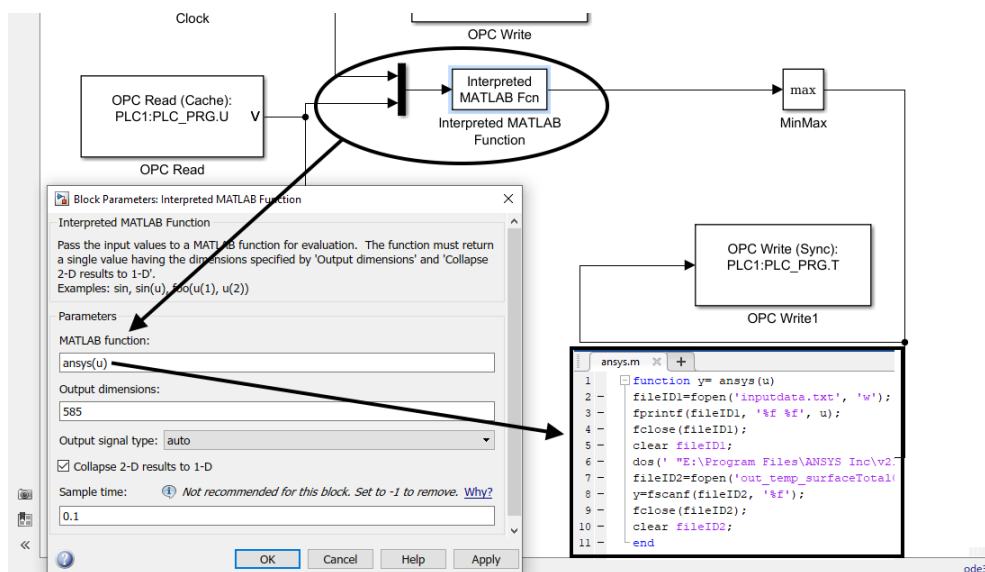 Clock
OPC Write
OPC Read (Cache):
PLC1:PLC_PRG.U
V
OPC Read
Interpreted
MATLAB Fcn
Interpreted MATLAB
Function
max
MinMax
Block Parameters: Interpreted MATLAB Function
Interpreted MATLAB Function
Pass the input values to a MATLAB function for evaluation. The function must return
a single value having the dimensions specified by 'Output dimensions' and 'Collapse
2-D results to 1-D'.
Examples: sin, sin(u), foo(u(1), u(2))
Parameters
MATLAB function:
ansys(u)
Output dimensions:
585
Output signal type: auto
Collapse 2-D results to 1-D
Sample time: Not recommended for this block. Set to -1 to remove. Why?
0.1
OK Cancel Help Apply
OPC Write (Sync):
PLC1:PLC_PRG.T
OPC Write1
ansys.m
1 function y= ansys(u)
2 - fileID1=fopen('inputdata.txt', 'w');
3 - fprintf(fileID1, '%f %f', u);
4 - fclose(fileID1);
5 - clear fileID1;
6 - dos(' "E:\Program Files\ANSYS Inc\v2
7 - fileID2=fopen('out_temp_surfaceTotal
8 - y=fscanf(fileID2, '%f');
9 - fclose(fileID2);
10 - clear fileID2;
11 - end